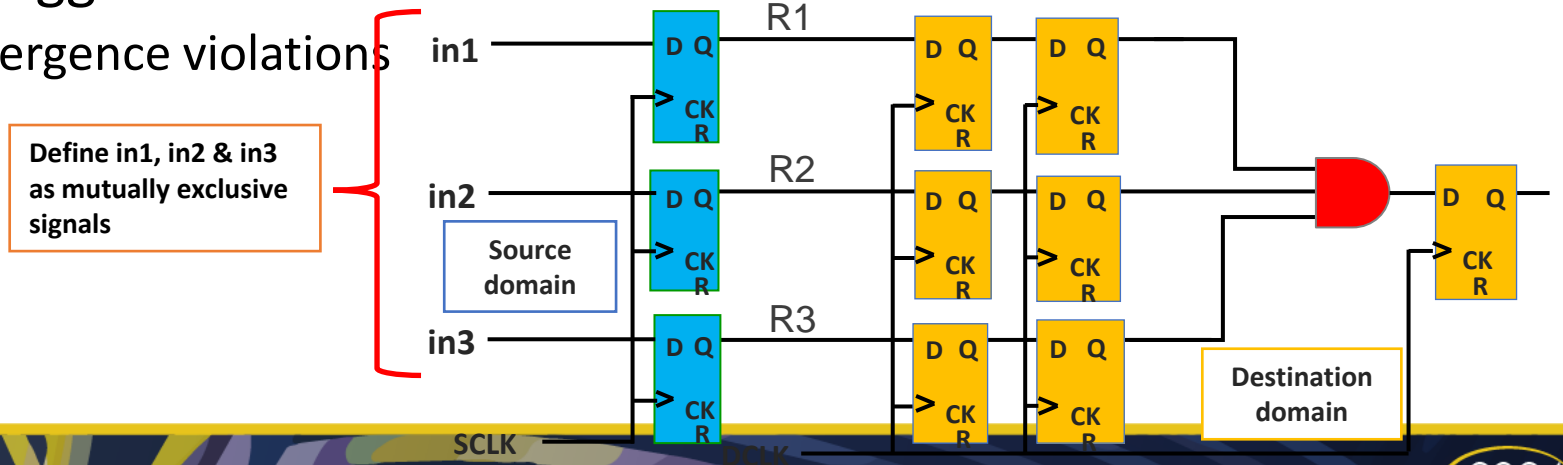 ergence violations
Define in1, in2 & in3
as mutually exclusive
signals
in1
in2
in3
Source
domain
SCLK
D Q
CK
R
D Q
CK
R
D Q
CK
R
R1
R2
R3
D Q
CK
R
D Q
CK
R
D Q
CK
R
D Q
CK
R
D Q
CK
R
D Q
CK
R
DCLK
D Q
CK
R
Destination
domain